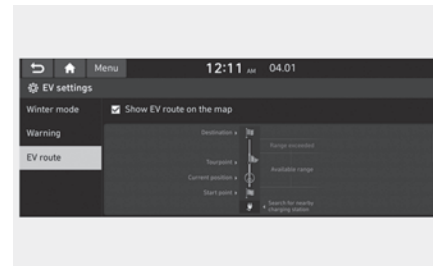 Menu
12:11 AM 04.01
EV settings
Winter mode
Show EV route on the map
Warning
EV route
Destination
Range exceeded
Tourpoint
Available range
Current position
Start point
Search for nearby
charging station